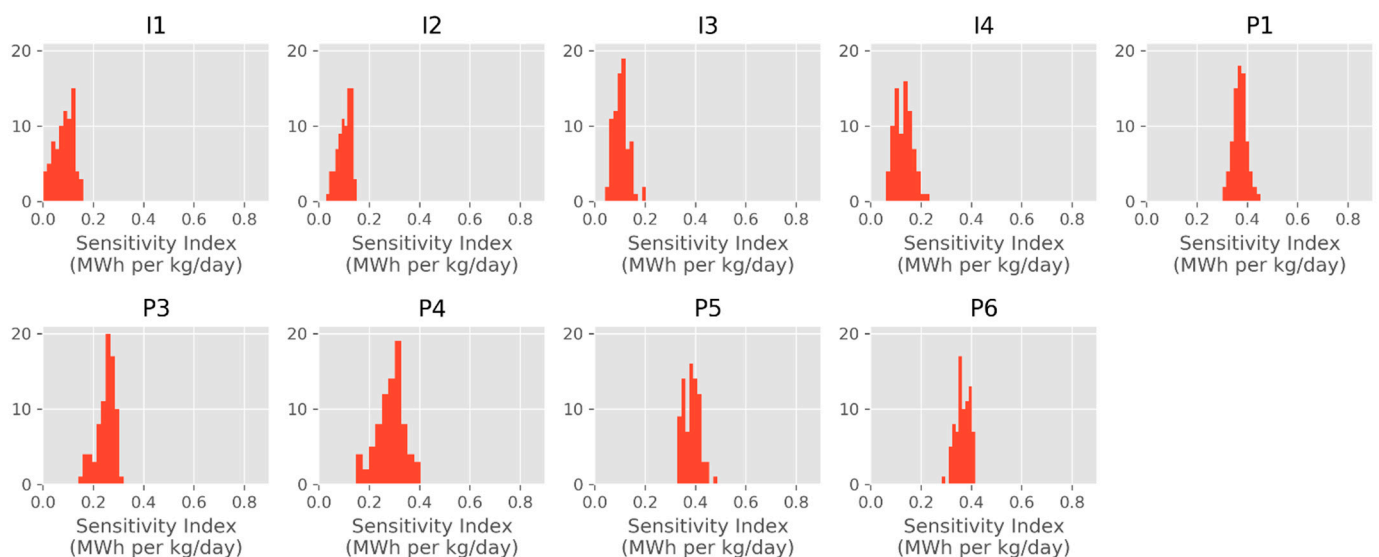 I1 I2 I3 I4 P1
20 20 20 20 20
10 10 10 10 10
0 0 0 0 0
0.0 0.2 0.4 0.6 0.8 0.0 0.2 0.4 0.6 0.8 0.0 0.2 0.4 0.6 0.8 0.0 0.2 0.4 0.6 0.8 0.0 0.2 0.4 0.6 0.8
Sensitivity Index Sensitivity Index Sensitivity Index Sensitivity Index Sensitivity Index
(MWh per kg/day) (MWh per kg/day) (MWh per kg/day) (MWh per kg/day) (MWh per kg/day)
P3 P4 P5 P6
20 20 20 20
10 10 10 10
0 0 0 0
0.0 0.2 0.4 0.6 0.8 0.0 0.2 0.4 0.6 0.8 0.0 0.2 0.4 0.6 0.8 0.0 0.2 0.4 0.6 0.8
Sensitivity Index Sensitivity Index Sensitivity Index Sensitivity Index
(MWh per kg/day) (MWh per kg/day) (MWh per kg/day) (MWh per kg/day)